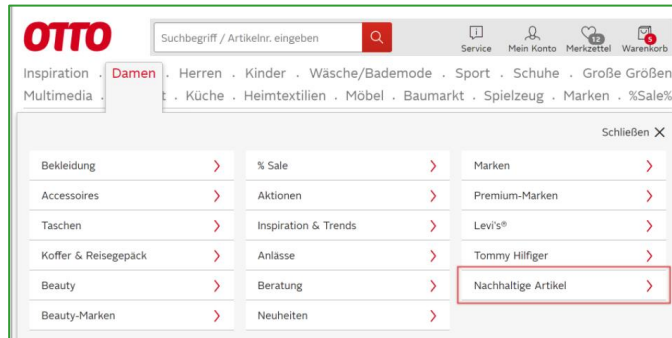 OTTO
Suchbegriff / Artikelnr. eingeben
Service Mein Konto Merkzettel 12 Warenkorb 5
Inspiration . Damen . Herren . Kinder . Wäsche/Bademode . Sport . Schuhe . Große Größen
Multimedia . t . Küche . Heimtextilien . Möbel . Baumarkt . Spielzeug . Marken . %Sale%
Schließen X
Bekleidung
Accessoires
Taschen
Koffer & Reisegepäck
Beauty
Beauty-Marken
% Sale
Aktionen
Inspiration & Trends
Anlässe
Beratung
Neuheiten
Marken
Premium-Marken
Levi's®
Tommy Hilfiger
Nachhaltige Artikel